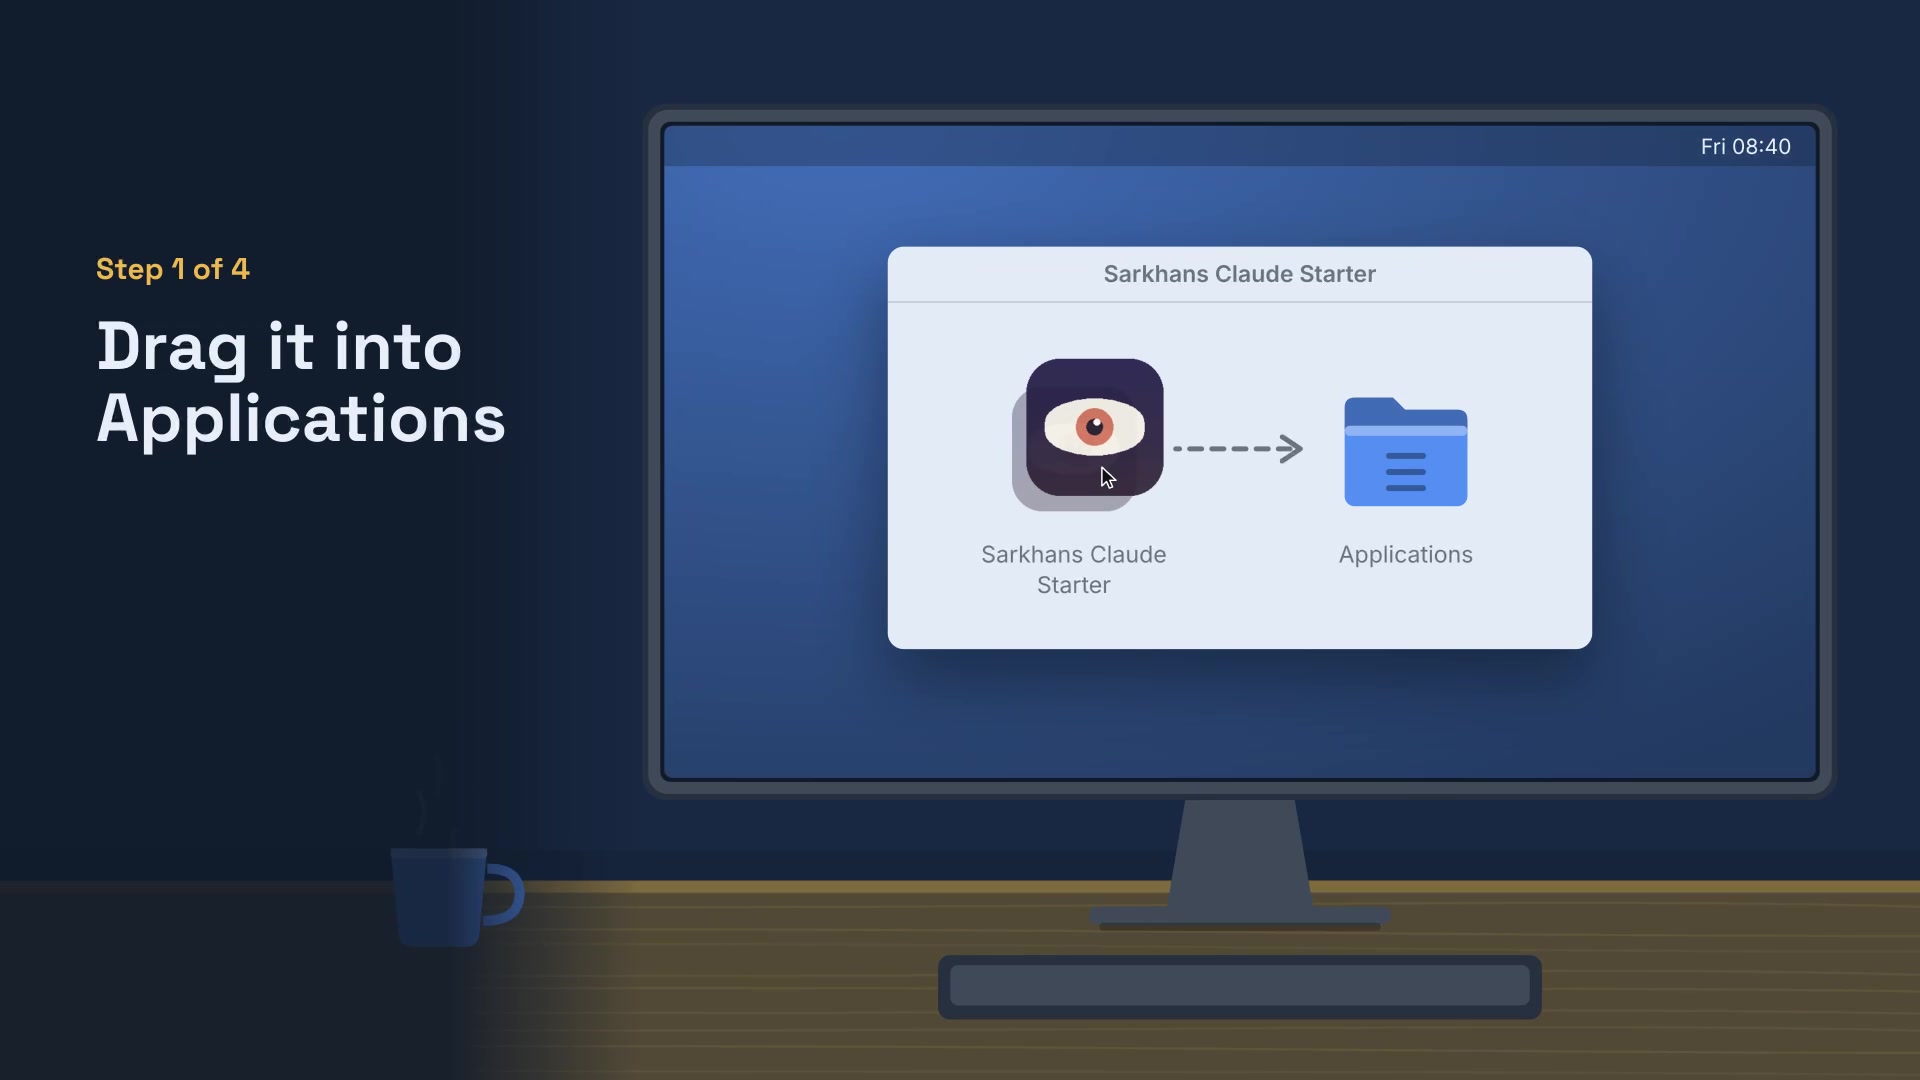 Step 1 of 4
Drag it into
Applications
Fri 08:40
Sarkhans Claude Starter
Sarkhans Claude
Starter
Applications